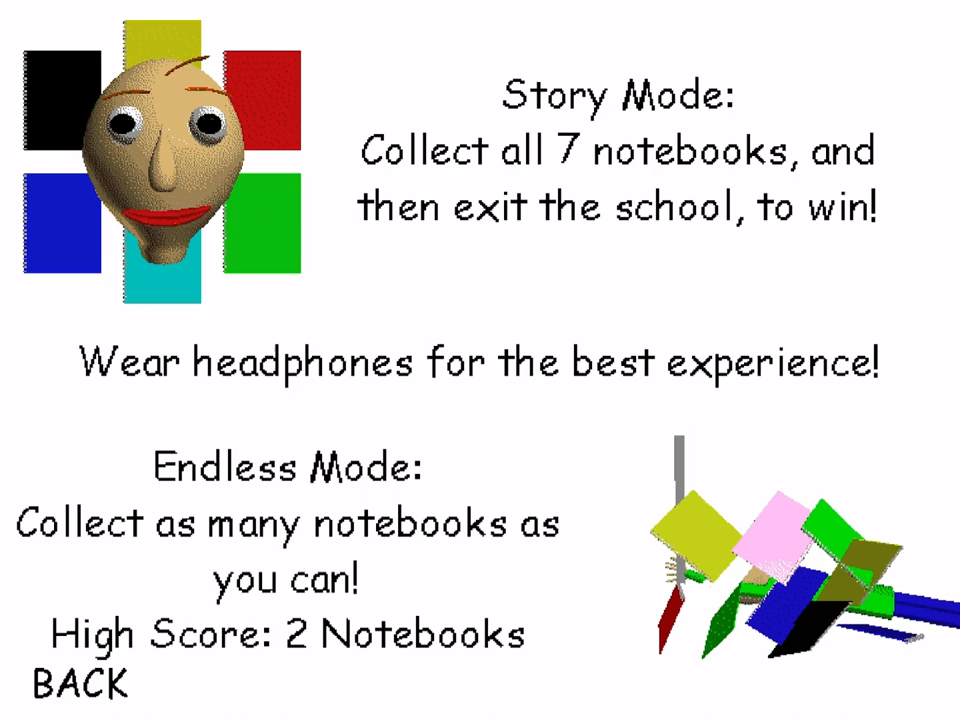 Story Mode:
Collect all 7 notebooks, and
then exit the school, to win!
Wear headphones for the best experience!
Endless Mode:
Collect as many notebooks as
you can!
High Score: 2 Notebooks
BACK